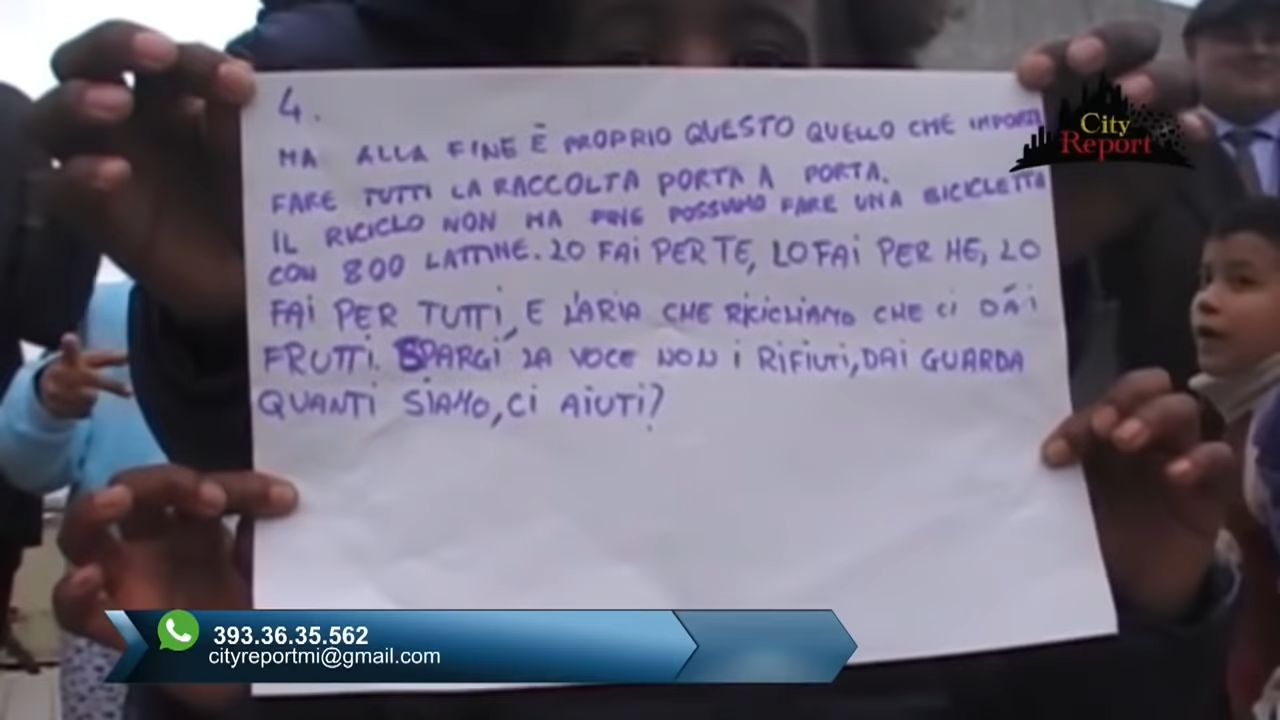 4.
MA ALLA FINE È PROPRIO QUESTO QUELLO CHE IMPORTA
FARE TUTTI LA RACCOLTA PORTA A PORTA.
IL RICICLO NON HA FINE POSSIAMO FARE UNA BICICLETTA
CON 800 LATTINE. LO FAI PER TE, LO FAI PER ME, LO
FAI PER TUTTI, E L'ARIA CHE RICICLIAMO CHE CI DÁ I
FRUTTI. SPARGI LA VOCE NON I RIFIUTI, DAI GUARDA
QUANTI SIAMO, CI AIUTI?
City
Report
393.36.35.562
cityreportmi@gmail.com